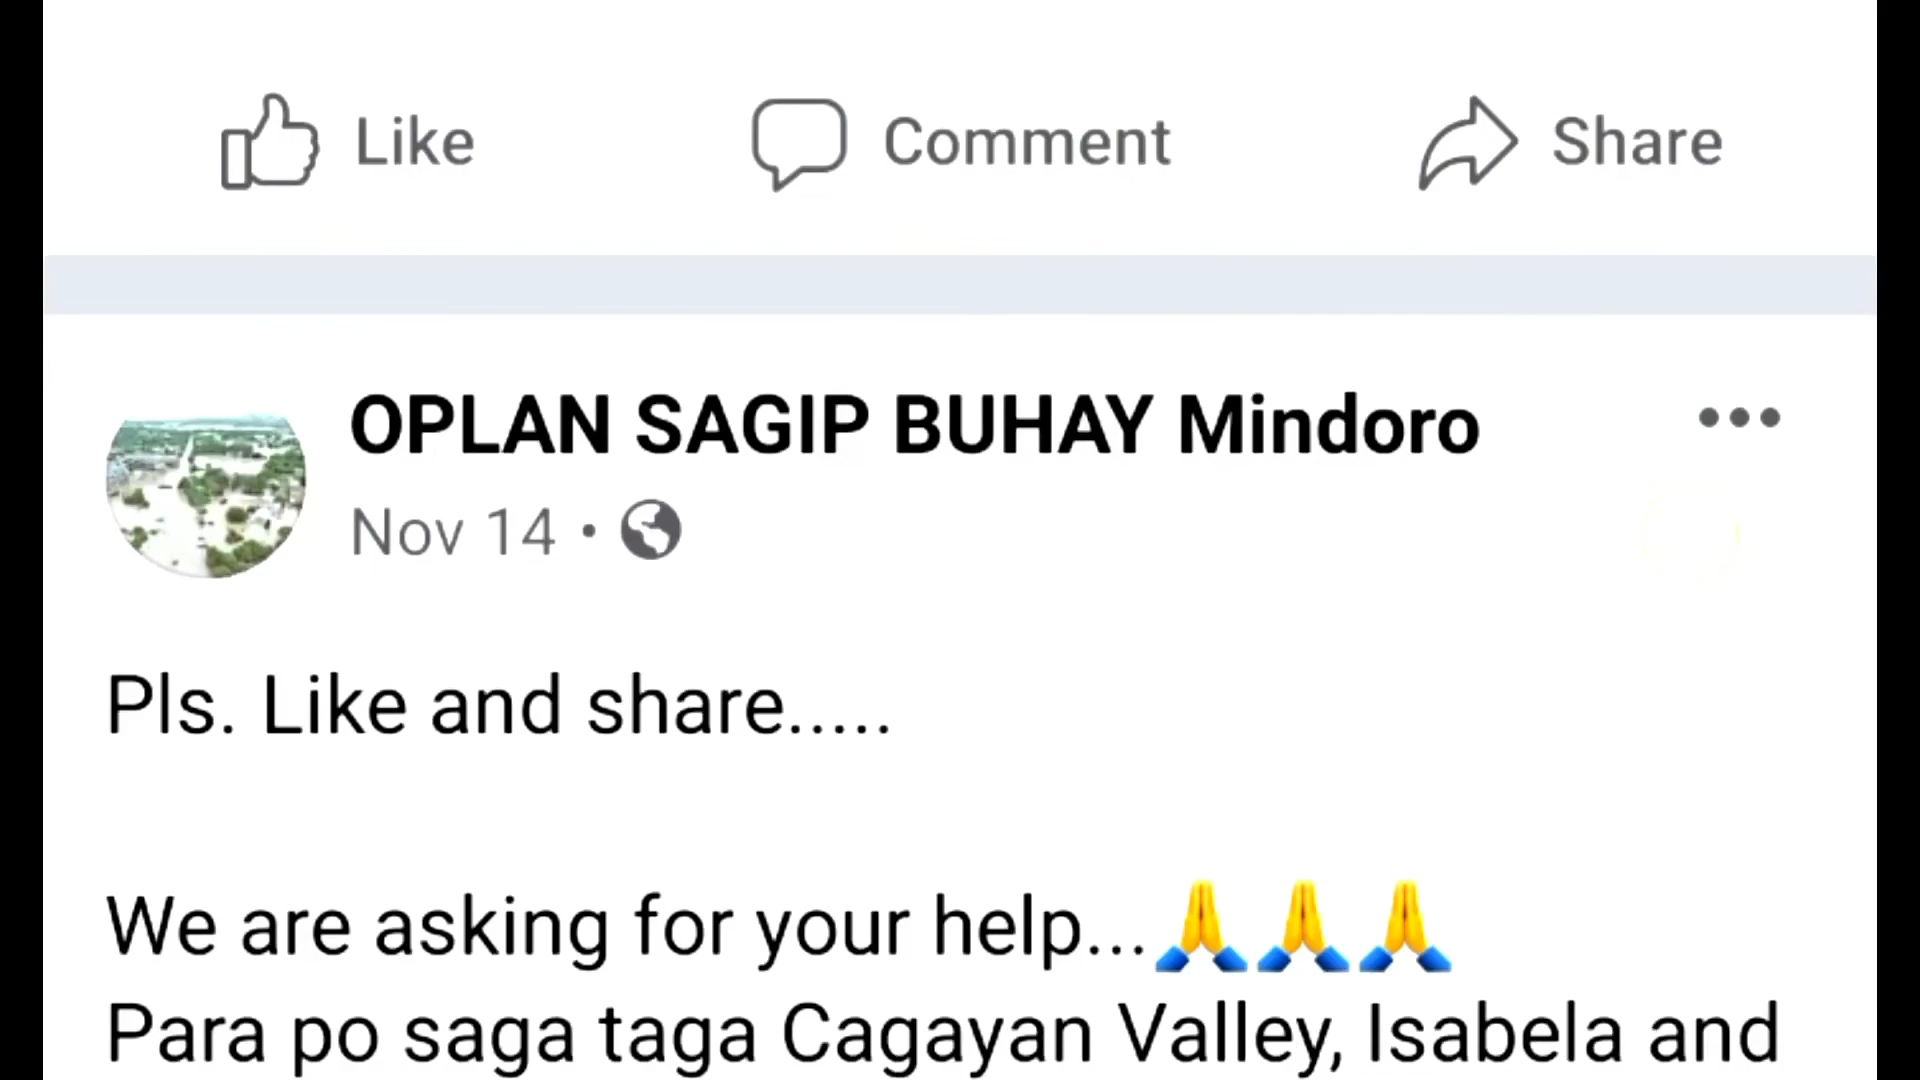 Like Comment Share
OPLAN SAGIP BUHAY Mindoro
Nov 14 •
Pls. Like and share.....
We are asking for your help...🙏🙏🙏
Para po saga taga Cagayan Valley, Isabela and